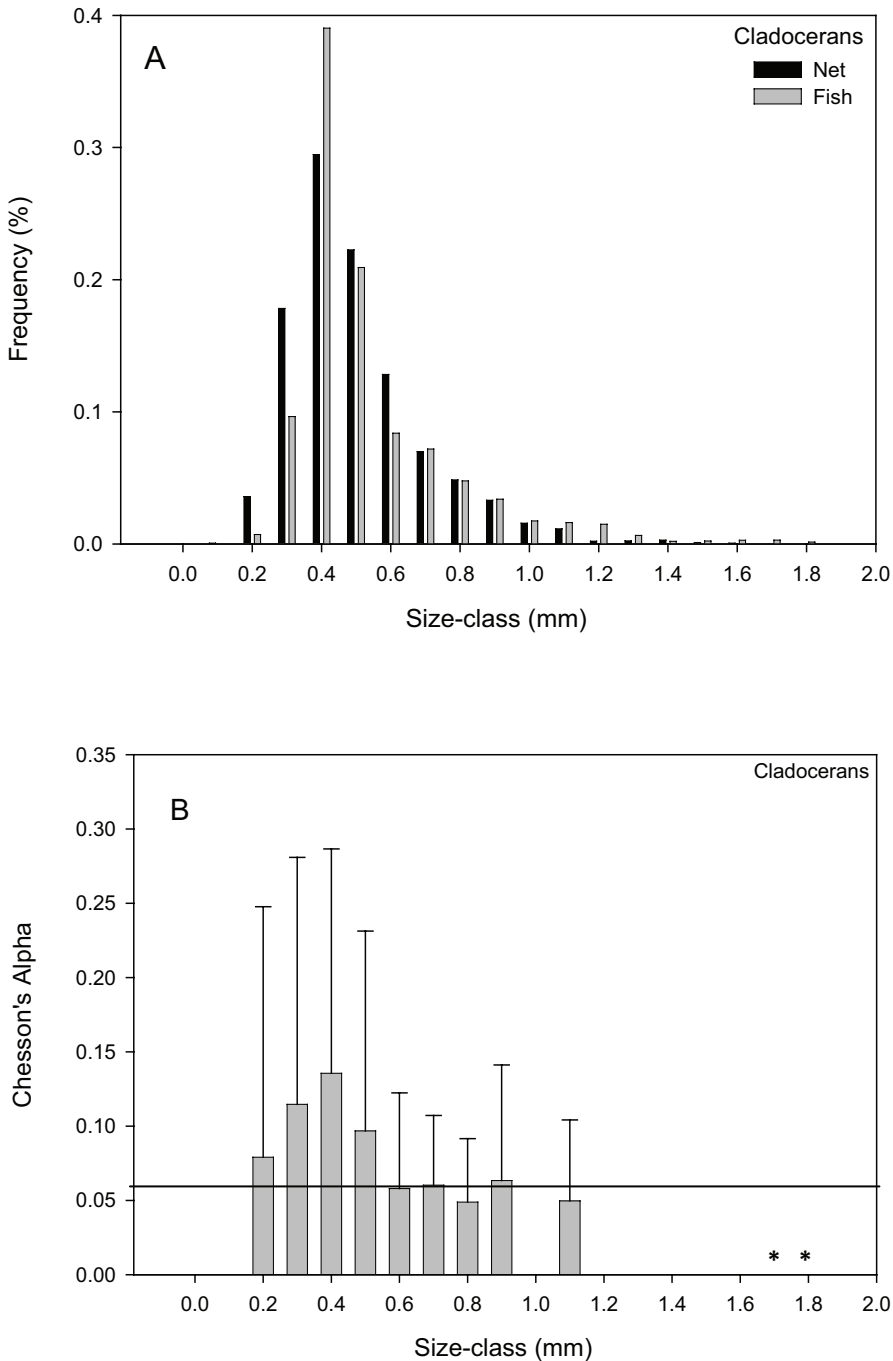 A
Cladocerans
Net
Fish
0.4
0.3
0.2
0.1
0.0
Frequency (%)
0.0 0.2 0.4 0.6 0.8 1.0 1.2 1.4 1.6 1.8 2.0
Size-class (mm)
B
Cladocerans
0.35
0.30
0.25
0.20
0.15
0.10
0.05
0.00
Chesson's Alpha
* *
0.0 0.2 0.4 0.6 0.8 1.0 1.2 1.4 1.6 1.8 2.0
Size-class (mm)